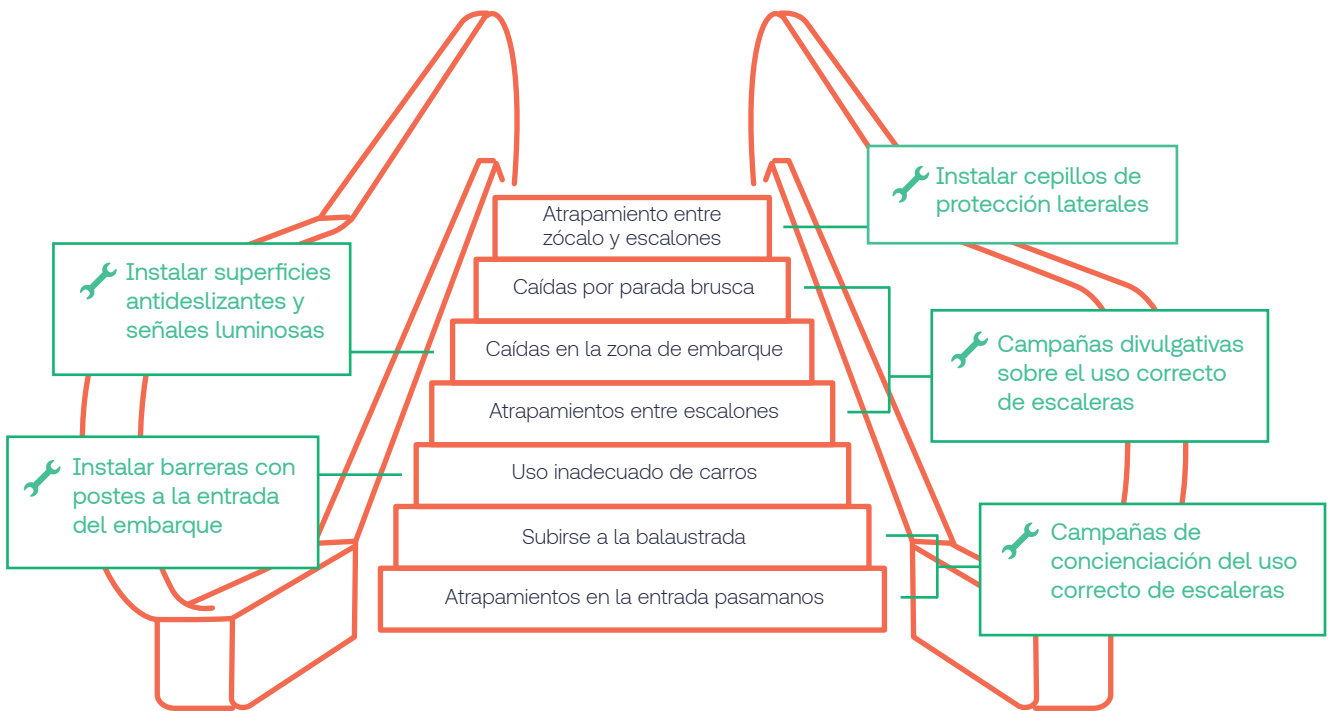 Atrapamiento entre
zócalo y escalones
Caídas por parada brusca
Caídas en la zona de embarque
Atrapamientos entre escalones
Uso inadecuado de carros
Subirse a la balaustrada
Atrapamientos en la entrada pasamanos
Instalar superficies
antideslizantes y
señales luminosas
Instalar barreras con
postes a la entrada
del embarque
Instalar cepillos de
protección laterales
Campañas divulgativas
sobre el uso correcto
de escaleras
Campañas de
concienciación del uso
correcto de escaleras